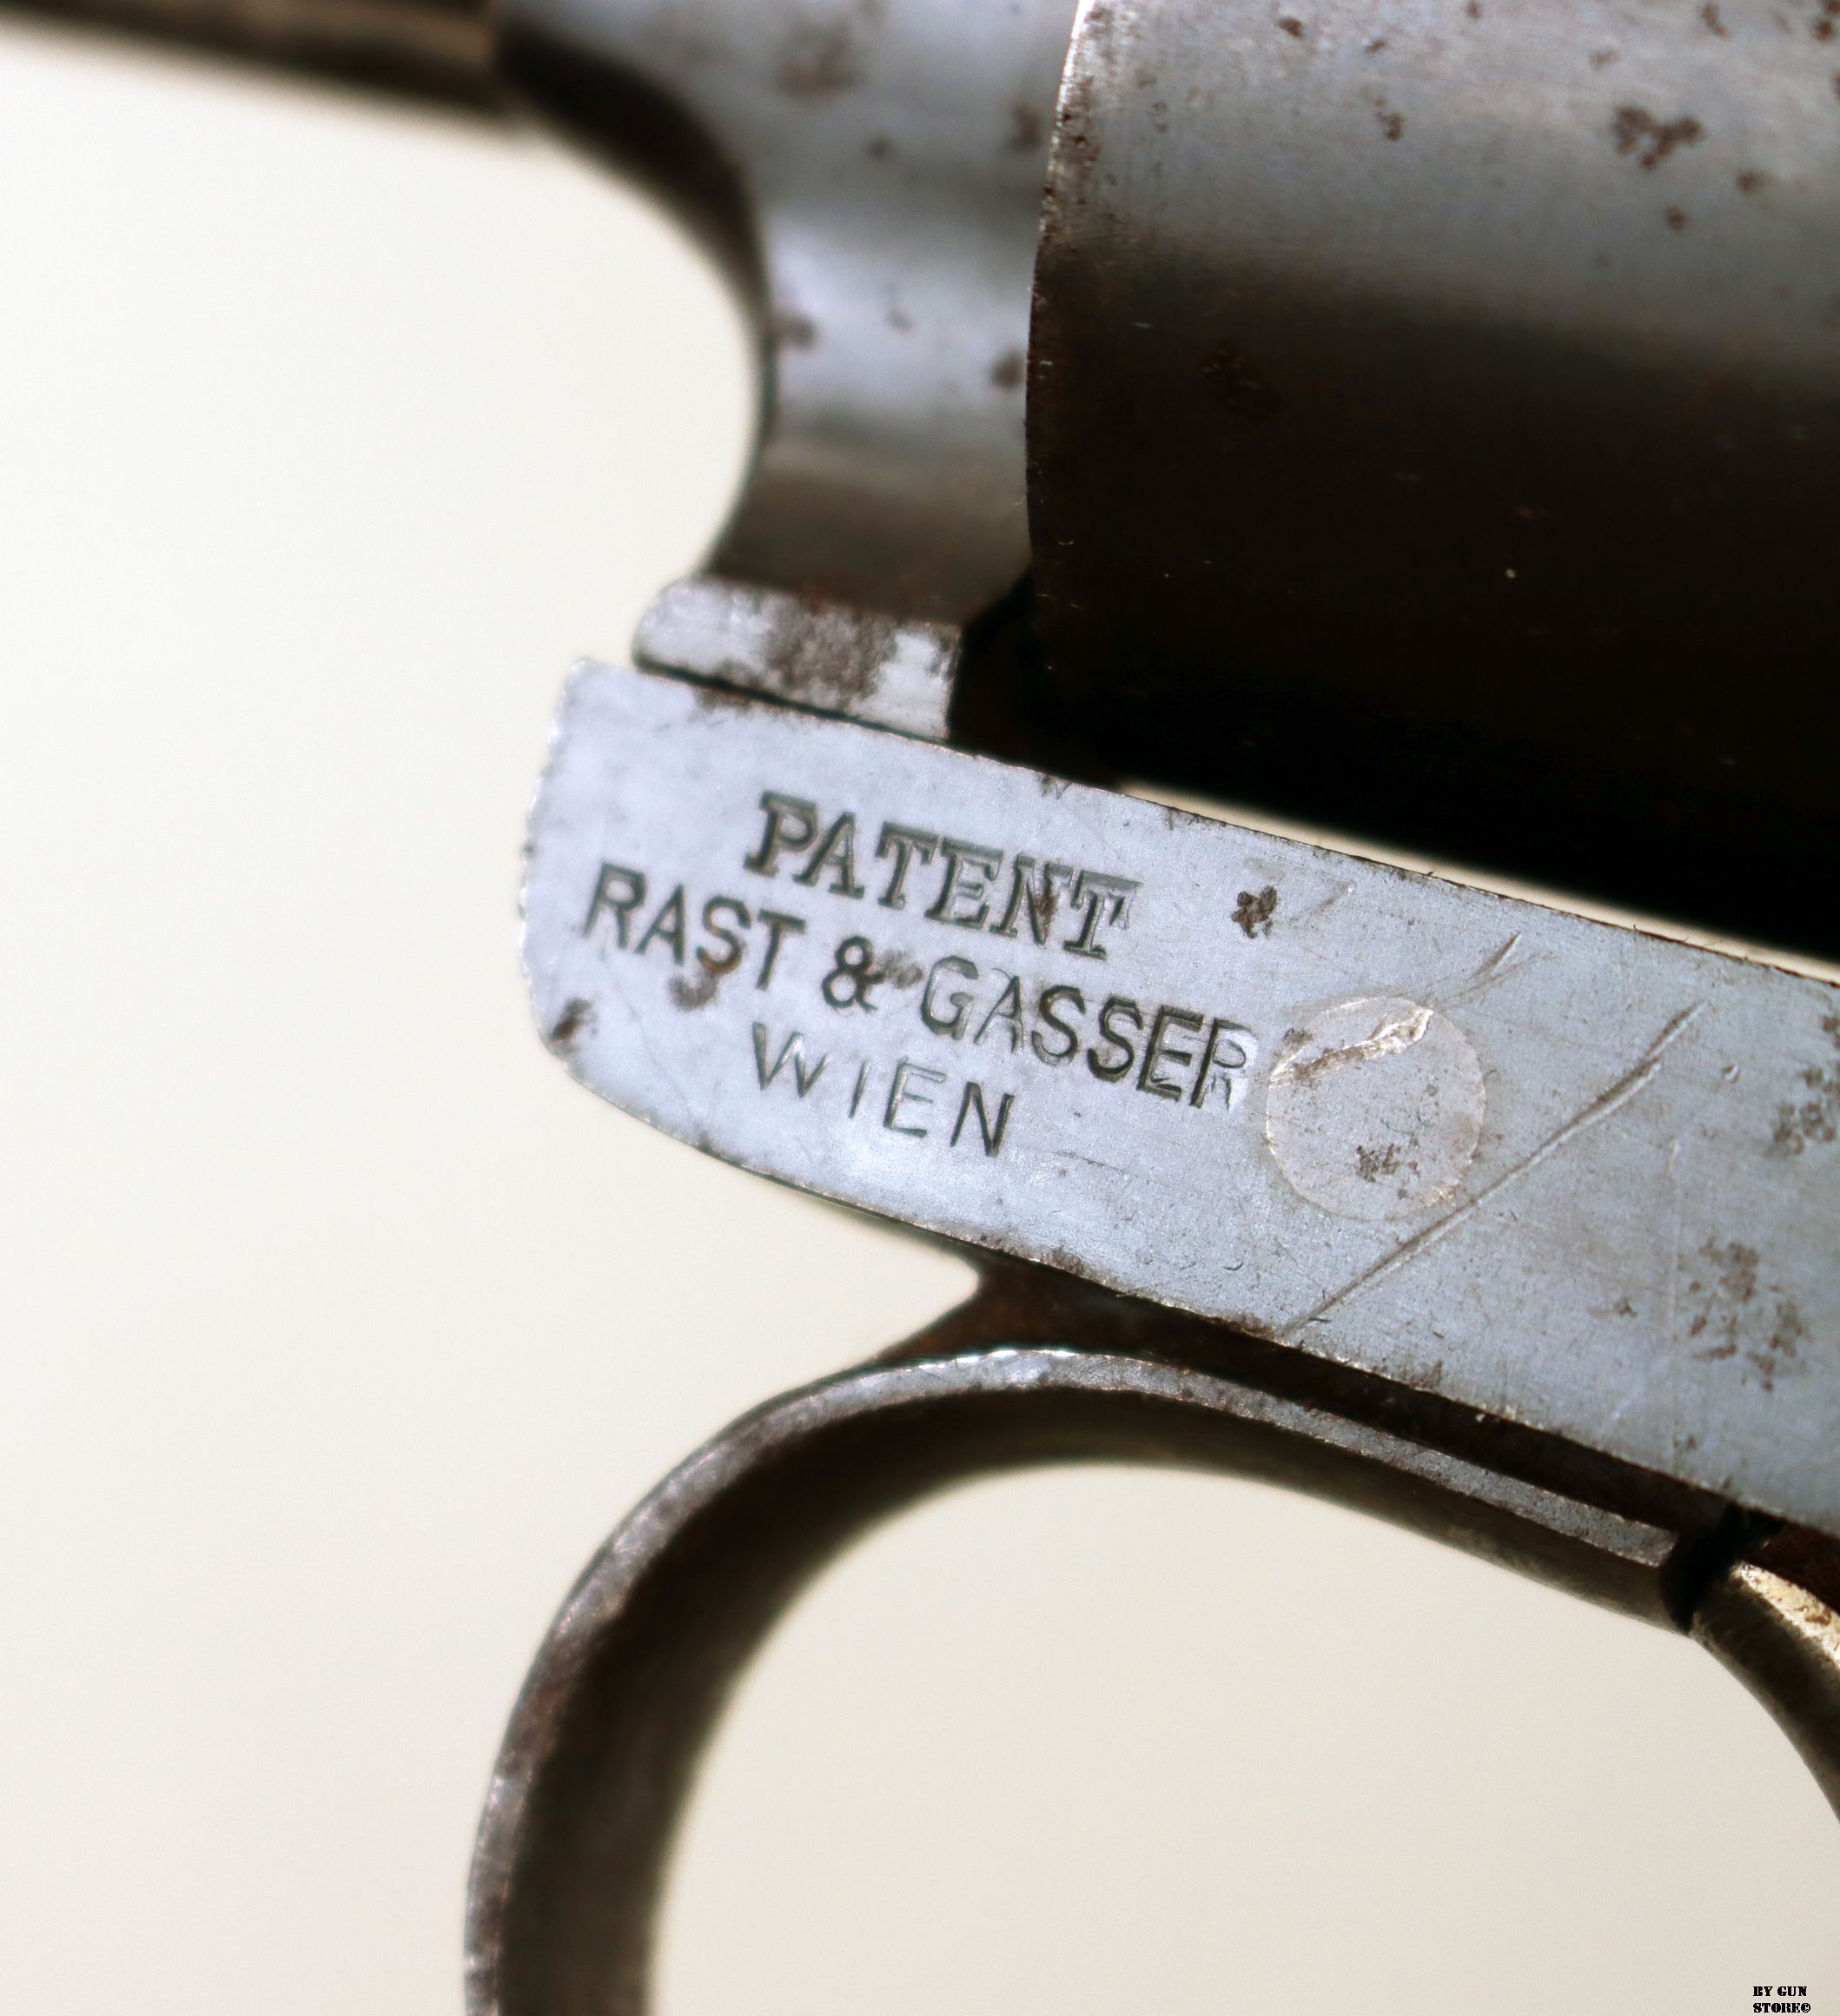 PATENT
RAST & GASSER
WIEN
BY GUN
STORE©